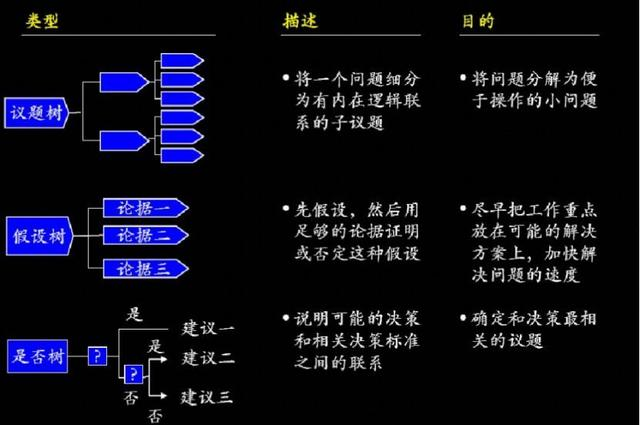 类型
描述
目的
议题树
将一个问题细分
为有内在逻辑联
系的子议题
将问题分解为便
于操作的小问题
假设树
论据一
论据二
论据三
先假设，然后用
足够的论据证明
或否定这种假设
尽早把工作重点
放在可能的解决
方案上，加快解
决问题的速度
是否树
?
是
建议一
?
是
建议二
否
建议三
否
说明可能的决策
和相关决策标准
之间的联系
确定和决策最相
关的议题